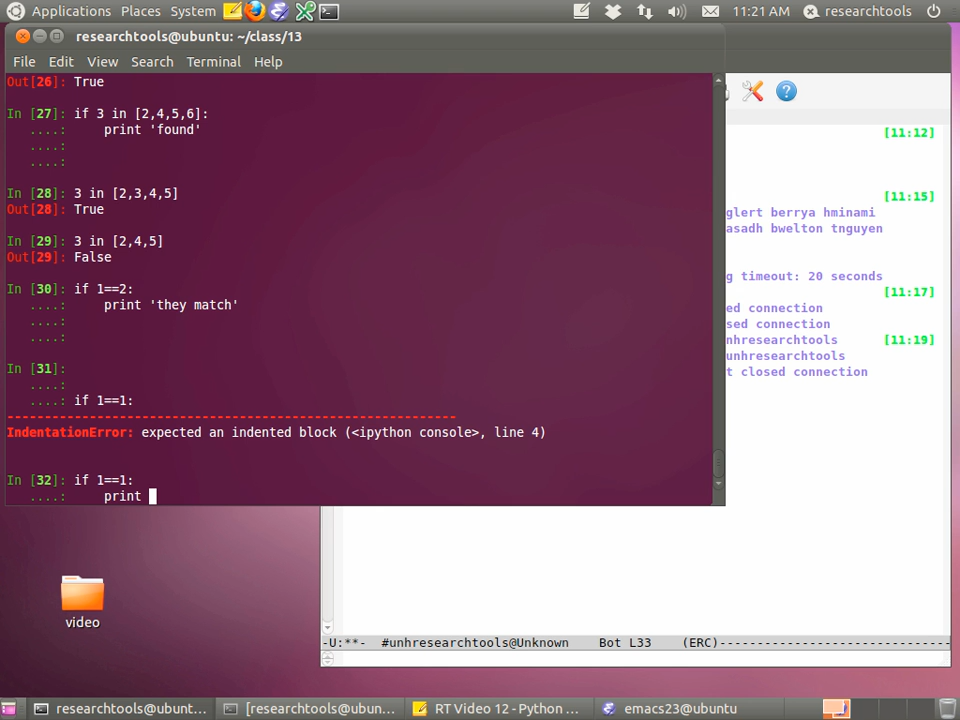 Applications Places System 11:21 AM researchtools
researchtools@ubuntu: ~/class/13
File Edit View Search Terminal Help
Out[26]: True
In [27]: if 3 in [2,4,5,6]:
....: print 'found'
....:
....:
In [28]: 3 in [2,3,4,5]
Out[28]: True
In [29]: 3 in [2,4,5]
Out[29]: False
In [30]: if 1==2:
....: print 'they match'
....:
....:
In [31]:
....:
....: if 1==1:
------------------------------------------------------------
IndentationError: expected an indented block (<ipython console>, line 4)
In [32]: if 1==1:
....: print
[11:12]
[11:15]
glert berrya hminami
asadh bwelton tnguyen
g timeout: 20 seconds
[11:17]
ed connection
sed connection
nhresearchtools [11:19]
unhresearchtools
t closed connection
video
-U:**- #unhresearchtools@Unknown Bot L33 (ERC)-------------------------------
researchtools@ubunt... [researchtools@ubun... RT Video 12 - Python ... emacs23@ubuntu